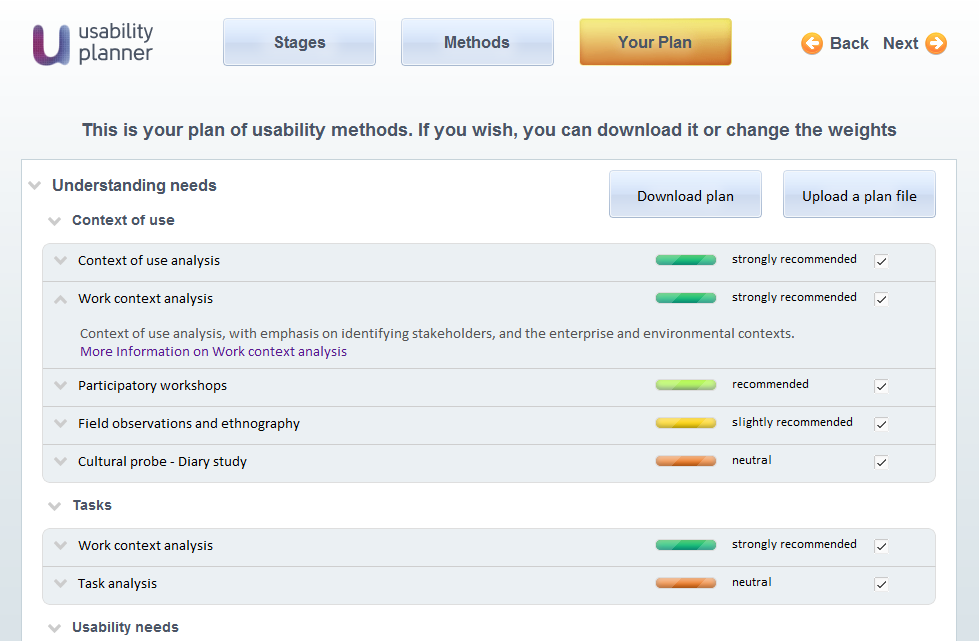 usability
planner
Stages
Methods
Your Plan
Back
Next
This is your plan of usability methods. If you wish, you can download it or change the weights
Understanding needs
Download plan
Upload a plan file
Context of use
Context of use analysis
strongly recommended
Work context analysis
strongly recommended
Context of use analysis, with emphasis on identifying stakeholders, and the enterprise and environmental contexts.
More Information on Work context analysis
Participatory workshops
recommended
Field observations and ethnography
slightly recommended
Cultural probe - Diary study
neutral
Tasks
Work context analysis
strongly recommended
Task analysis
neutral
Usability needs